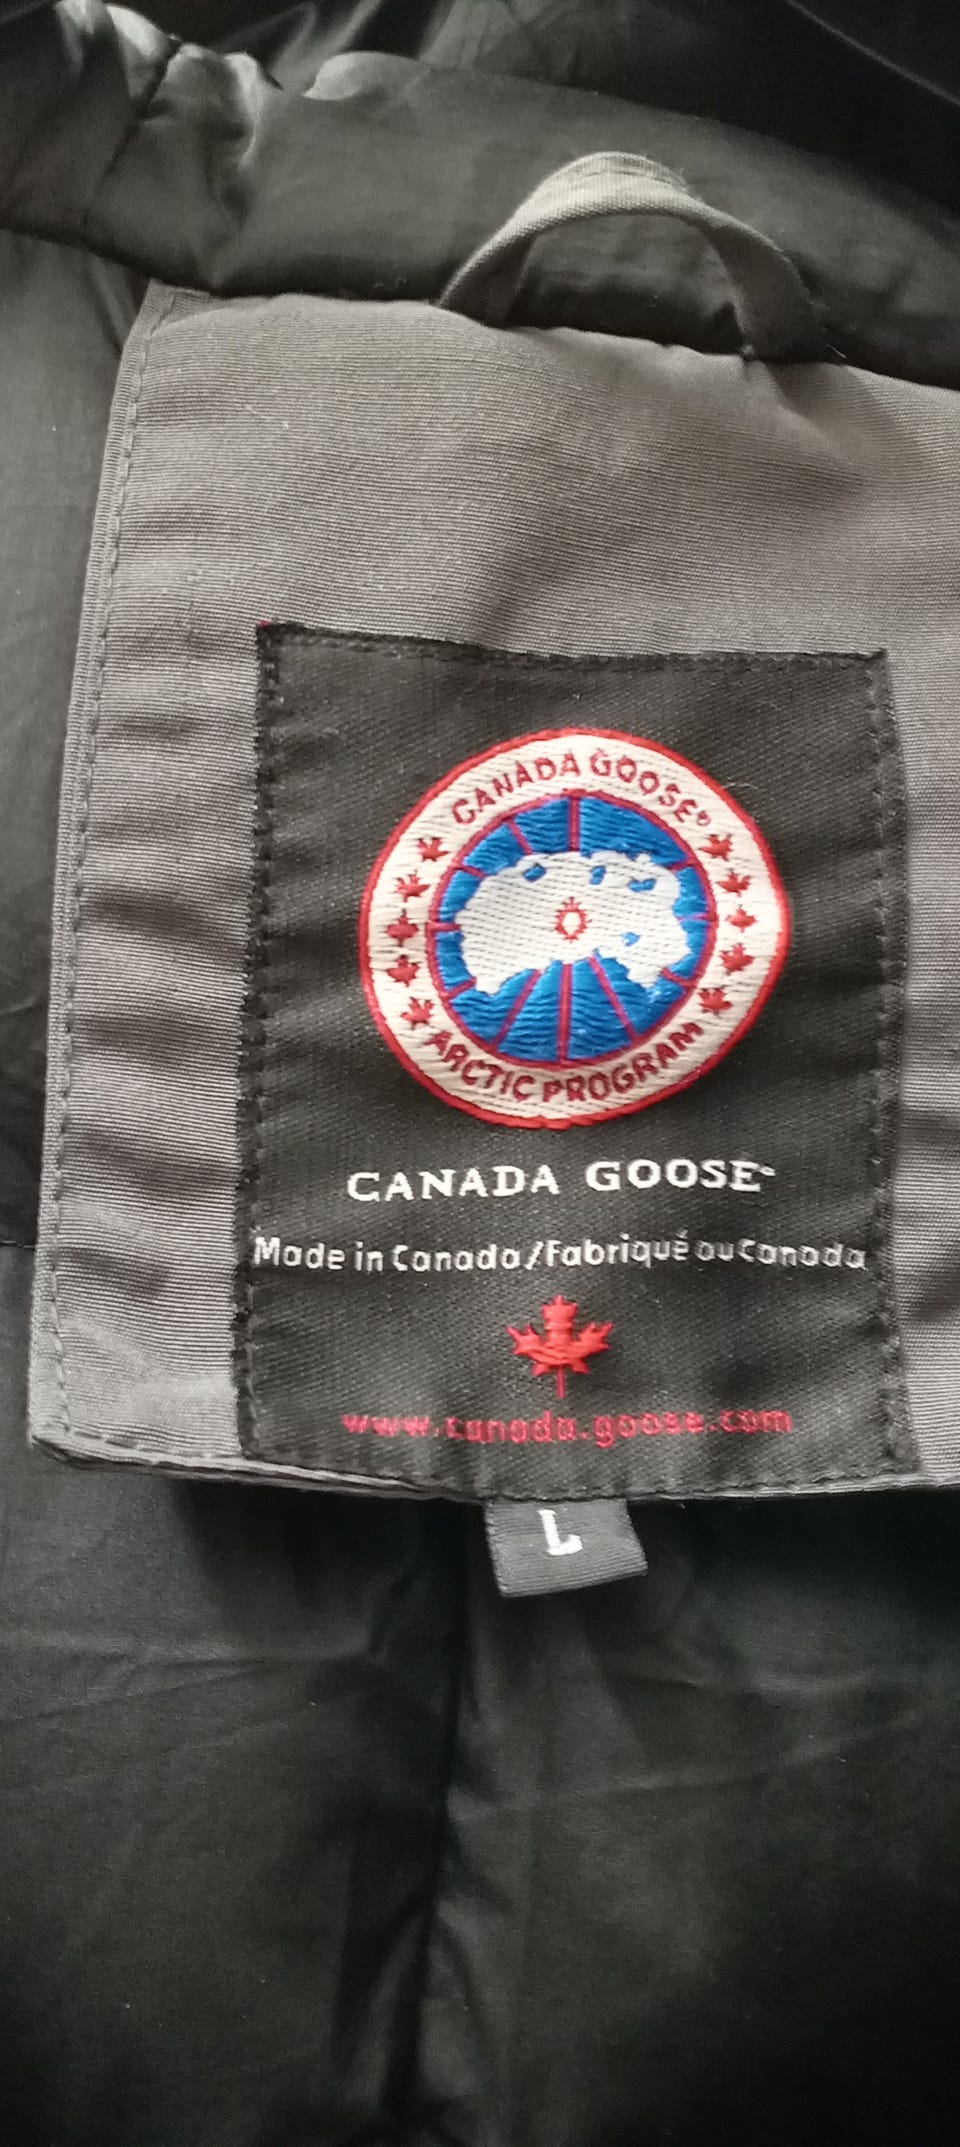 CANADA GOOSE®
ARCTIC PROGRAM
CANADA GOOSE
Made in Canada/Fabriqué au Canada
www.canada.goose.com
L